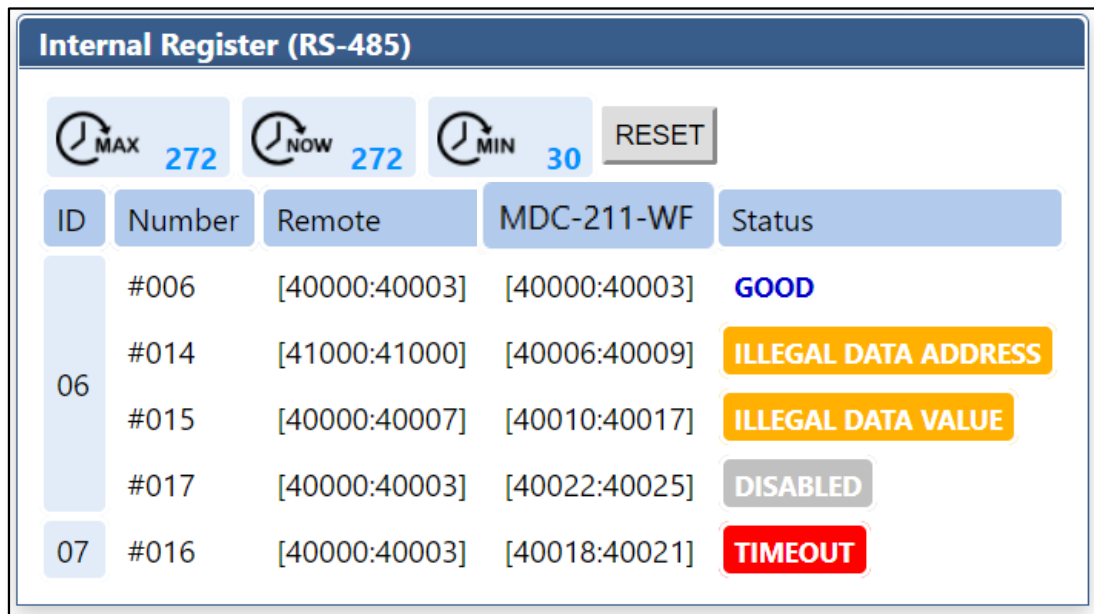 Internal Register (RS-485)
MAX 272 NOW 272 MIN 30 RESET
ID Number Remote MDC-211-WF Status
#006 [40000:40003] [40000:40003] GOOD
#014 [41000:41000] [40006:40009] ILLEGAL DATA ADDRESS
06
#015 [40000:40007] [40010:40017] ILLEGAL DATA VALUE
#017 [40000:40003] [40022:40025] DISABLED
07 #016 [40000:40003] [40018:40021] TIMEOUT